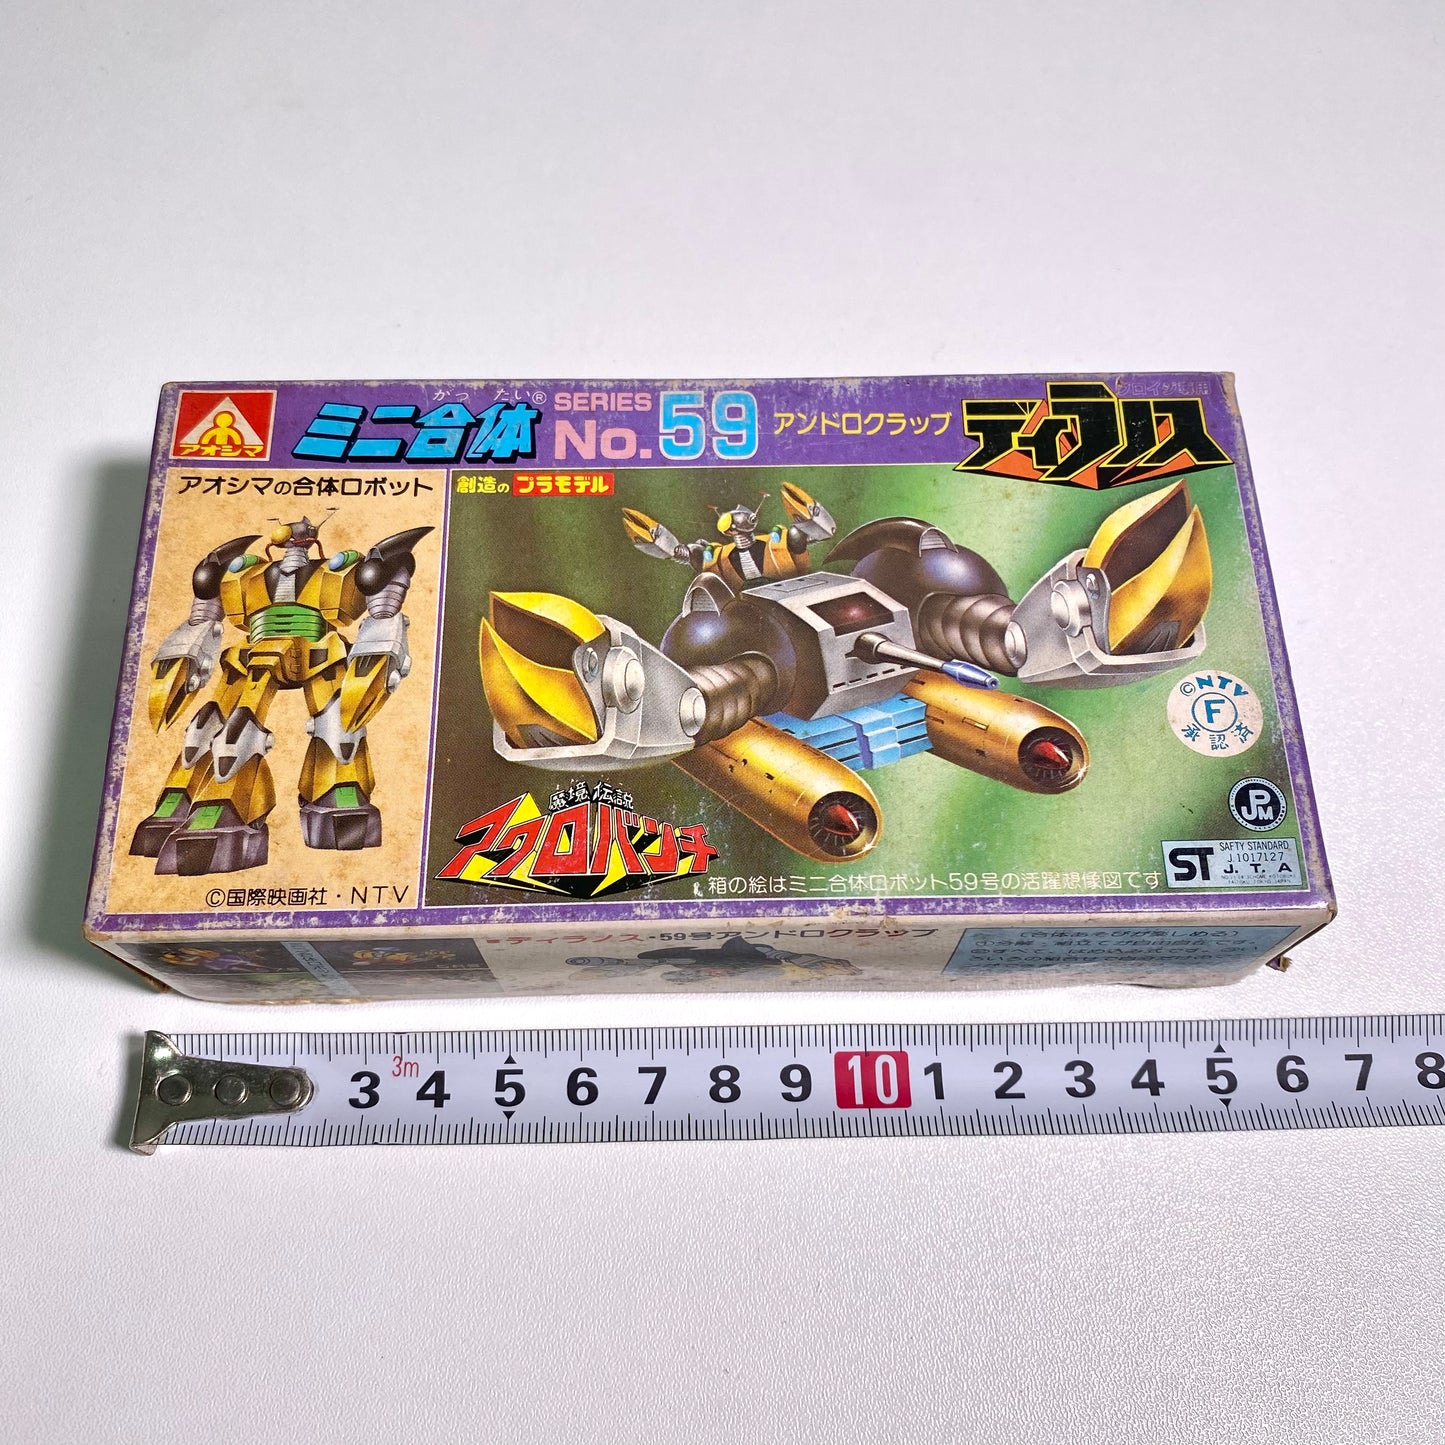 アオシマ
がったい®
ミニ合体
SERIES
No.59
アンドロクラッブ
ディラノス
アオシマの合体ロボット
創造のプラモデル
©NTV
F
承認済
JPM
魔境伝説
アクロバンチ
ST
SAFTY STANDARD
J.1017127
J.T.A
箱の絵はミニ合体ロボット59号の活躍想像図です
©国際映画社・NTV
ディラノス・59号アンドロクラップ
3m
3 4 5 6 7 8 9 10 1 2 3 4 5 6 7 8